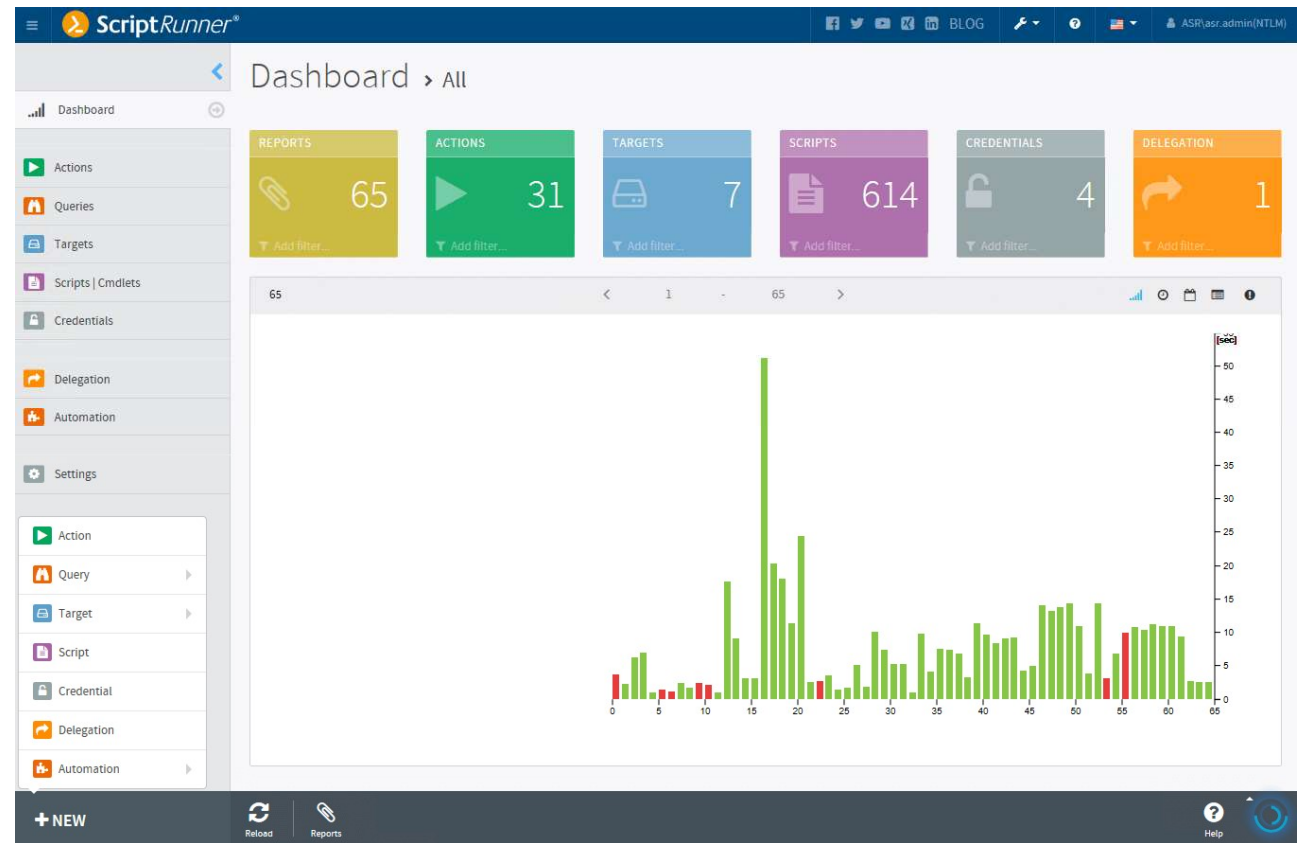 ScriptRunner®
BLOG
ASR\asr.admin(NTLM)
Dashboard
Actions
Queries
Targets
Scripts | Cmdlets
Credentials
Delegation
Automation
Settings
Action
Query
Target
Script
Credential
Delegation
Automation
+ NEW
Dashboard › All
REPORTS
65
Add filter...
ACTIONS
31
Add filter...
TARGETS
7
Add filter...
SCRIPTS
614
Add filter...
CREDENTIALS
4
Add filter...
DELEGATION
1
Add filter...
65 < 1 - 65 >
[sec]
50
45
40
35
30
25
20
15
10
5
0
0 5 10 15 20 25 30 35 40 45 50 55 60 65
Reload
Reports
Help